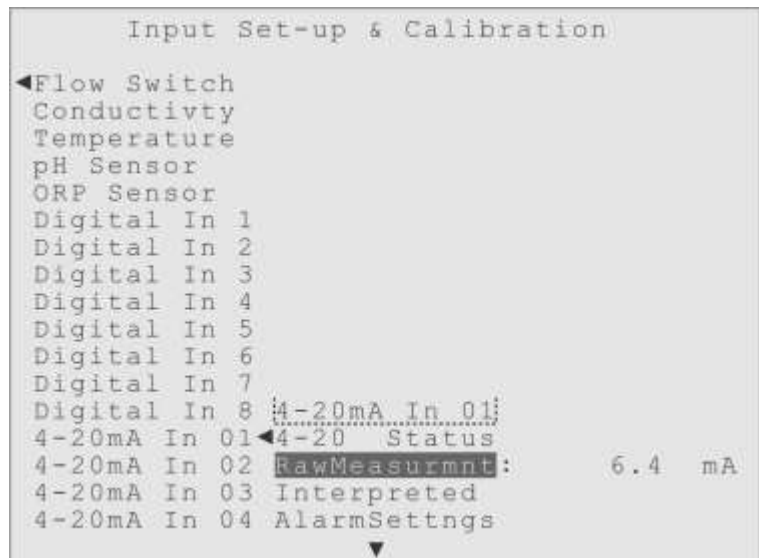 Input Set-up & Calibration
◄Flow Switch
Conductivty
Temperature
pH Sensor
ORP Sensor
Digital In 1
Digital In 2
Digital In 3
Digital In 4
Digital In 5
Digital In 6
Digital In 7
Digital In 8 4-20mA In 01
4-20mA In 01◄4-20 Status
4-20mA In 02 RawMeasurmnt: 6.4 mA
4-20mA In 03 Interpreted
4-20mA In 04 AlarmSettngs
▼